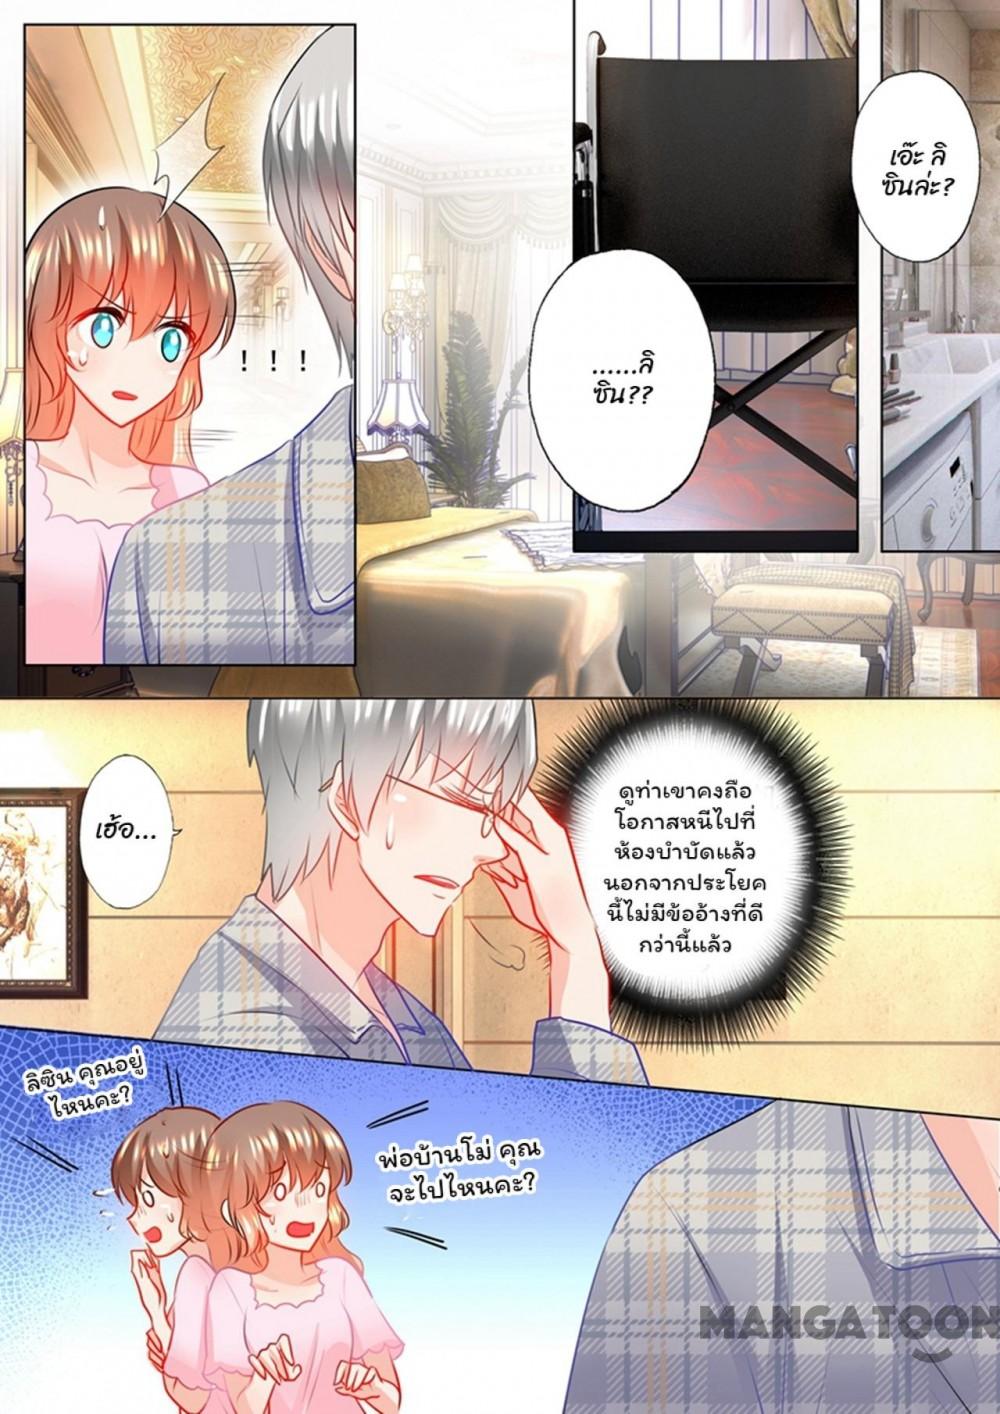 เอ๊ะ ลิ
ซินล่ะ?
......ลิ
ซิน??
! ! !
ดูท่าเขาคงถือ
โอกาสหนีไปที่
ห้องบำบัดแล้ว
นอกจากประโยค
นี้ไม่มีข้ออ้างที่ดี
กว่านี้แล้ว
เฮ้อ...
ลิซิน คุณอยู่
ไหนคะ?
พ่อบ้านโม่ คุณ
จะไปไหนคะ?
MANGATOON